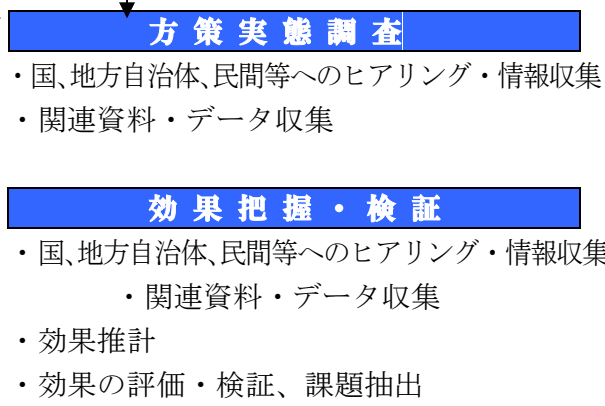 方策実態調査
・国、地方自治体、民間等へのヒアリング・情報収集
・関連資料・データ収集
効果把握・検証
・国、地方自治体、民間等へのヒアリング・情報収集
・関連資料・データ収集
・効果推計
・効果の評価・検証、課題抽出